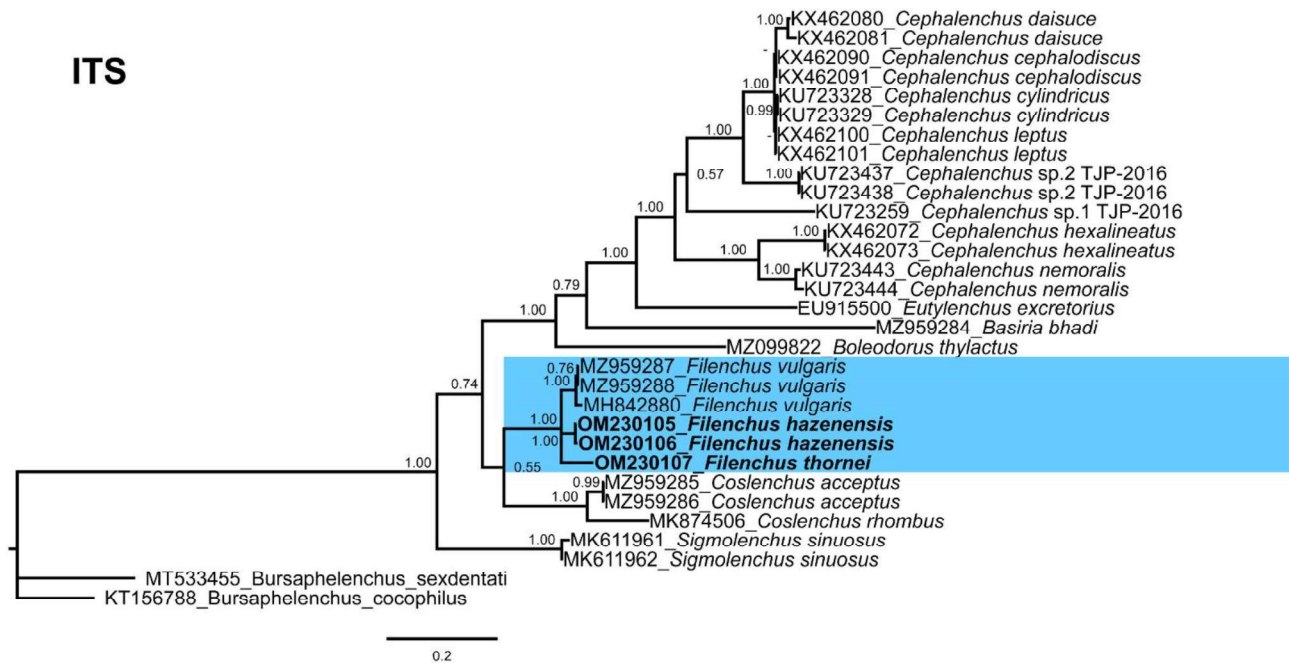 ITS
1.00
KX462080_Cephalenchus daisuce
KX462081_Cephalenchus daisuce
-
KX462090_Cephalenchus cephalodiscus
KX462091_Cephalenchus cephalodiscus
1.00
KU723328_Cephalenchus cylindricus
0.99
KU723329_Cephalenchus cylindricus
1.00
-
KX462100_Cephalenchus leptus
KX462101_Cephalenchus leptus
0.57
1.00
KU723437_Cephalenchus sp.2 TJP-2016
KU723438_Cephalenchus sp.2 TJP-2016
KU723259_Cephalenchus sp.1 TJP-2016
1.00
1.00
KX462072_Cephalenchus hexalineatus
KX462073_Cephalenchus hexalineatus
1.00
1.00
1.00
KU723443_Cephalenchus nemoralis
KU723444_Cephalenchus nemoralis
0.79
EU915500_Eutylenchus excretorius
MZ959284_Basiria bhadi
1.00
MZ099822_Boleodorus thylactus
0.76
MZ959287_Filenchus vulgaris
1.00
MZ959288_Filenchus vulgaris
0.74
MH842880_Filenchus vulgaris
1.00
OM230105_Filenchus hazenensis
1.00
OM230106_Filenchus hazenensis
1.00
0.55
OM230107_Filenchus thornei
0.99
MZ959285_Coslenchus acceptus
1.00
MZ959286_Coslenchus acceptus
MK874506_Coslenchus rhombus
1.00
MK611961_Sigmolenchus sinuosus
MK611962_Sigmolenchus sinuosus
MT533455_Bursaphelenchus_sexdentati
KT156788_Bursaphelenchus_cocophilus
0.2